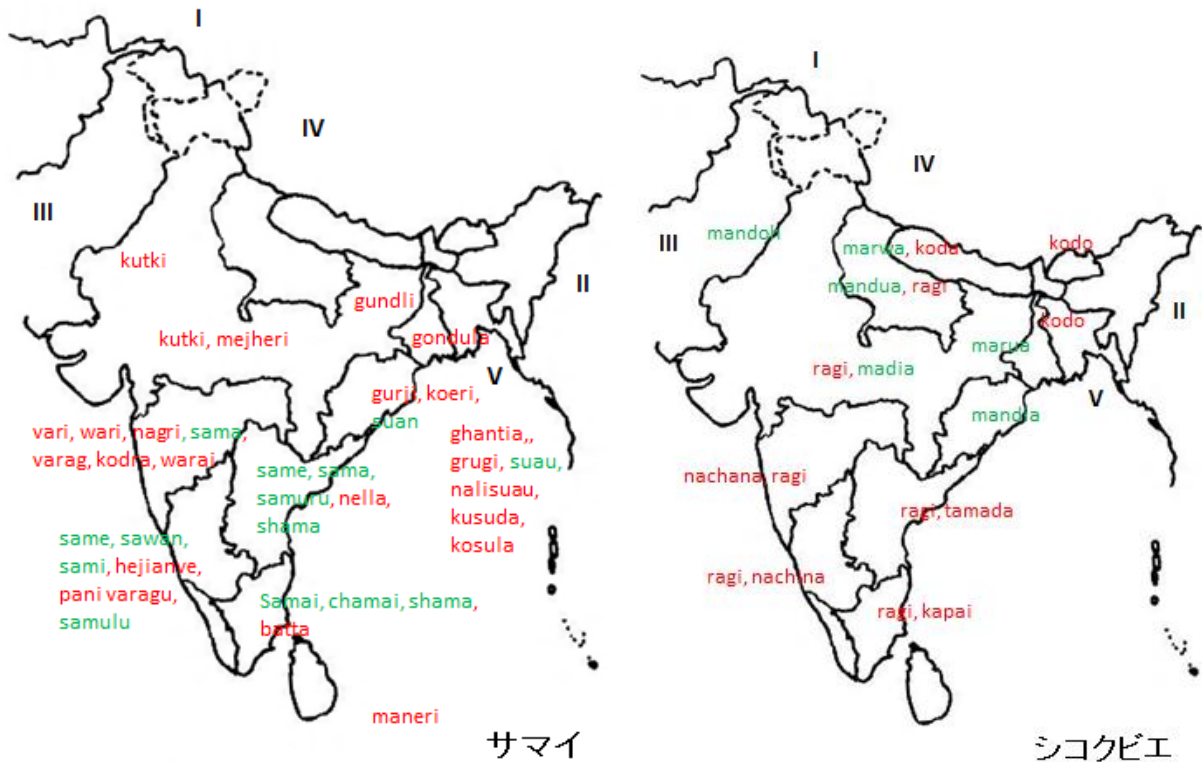 I
IV
III
II
V
kutki
kutki, mejheri
gundli
gondula
gurji, koeri,
suan
vari, wari, nagri, sama,
varag, kodra, warai
same, sama,
samuru, nella,
shama
ghantia,,
grugi, suau,
nalisuau,
kusuda,
kosula
same, sawan,
sami, hejianve,
pani varagu,
samulu
Samai, chamai, shama,
batta
maneri
サマイ
I
IV
III
II
V
mandoli
marwa, koda
kodo
mandua, ragi
kodo
marua
ragi, madia
mandia
nachana, ragi
ragi, tamada
ragi, nachina
ragi, kapai
シコクビエ